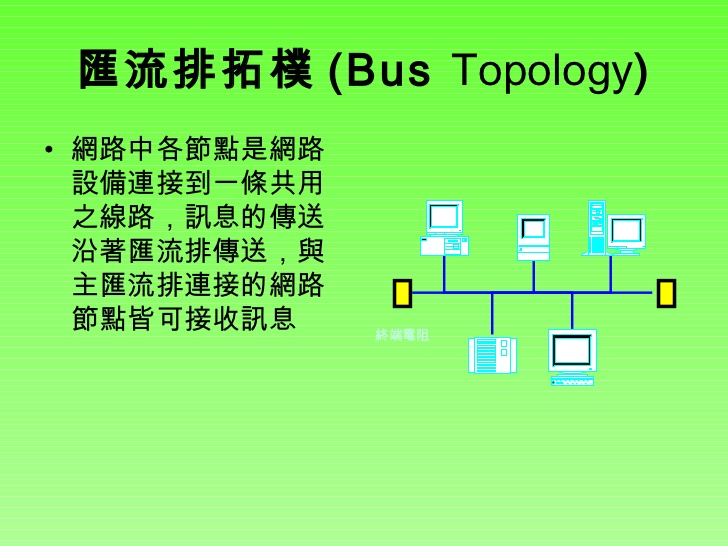 匯流排拓樸 (Bus Topology)
• 網路中各節點是網路
設備連接到一條共用
之線路，訊息的傳送
沿著匯流排傳送，與
主匯流排連接的網路
節點皆可接收訊息
終端電阻